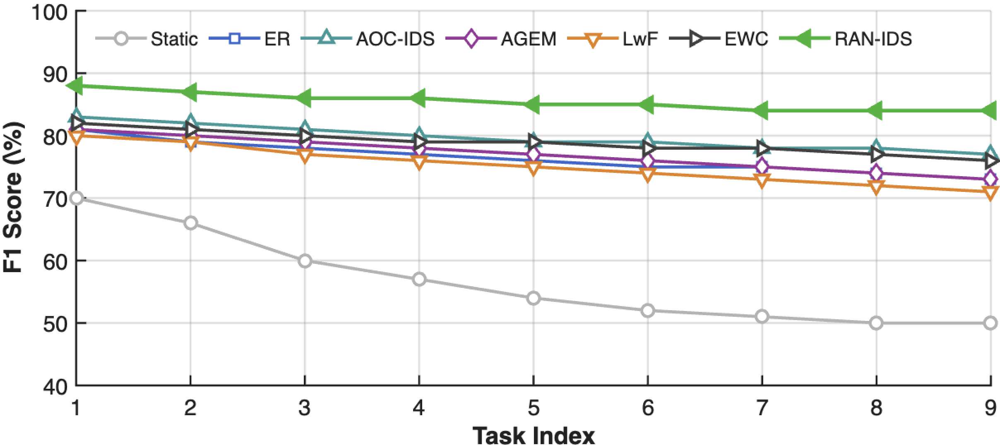 100
90
80
70
60
50
40
F1 Score (\%)
Static ER AOC-IDS AGEM LwF EWC RAN-IDS
1 2 3 4 5 6 7 8 9
Task Index